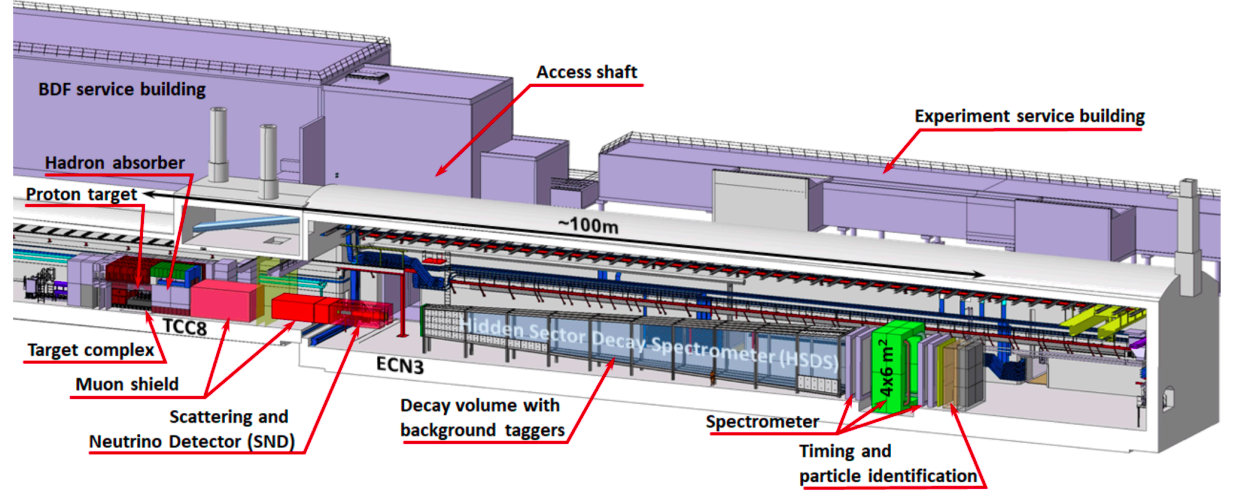 Access shaft
BDF service building
Experiment service building
Hadron absorber
Proton target
~100m
TCC8
Hidden Sector Decay Spectrometer (HSDS)
4x6 m²
Target complex
ECN3
Muon shield
Scattering and
Neutrino Detector (SND)
Decay volume with
background taggers
Spectrometer
Timing and
particle identification